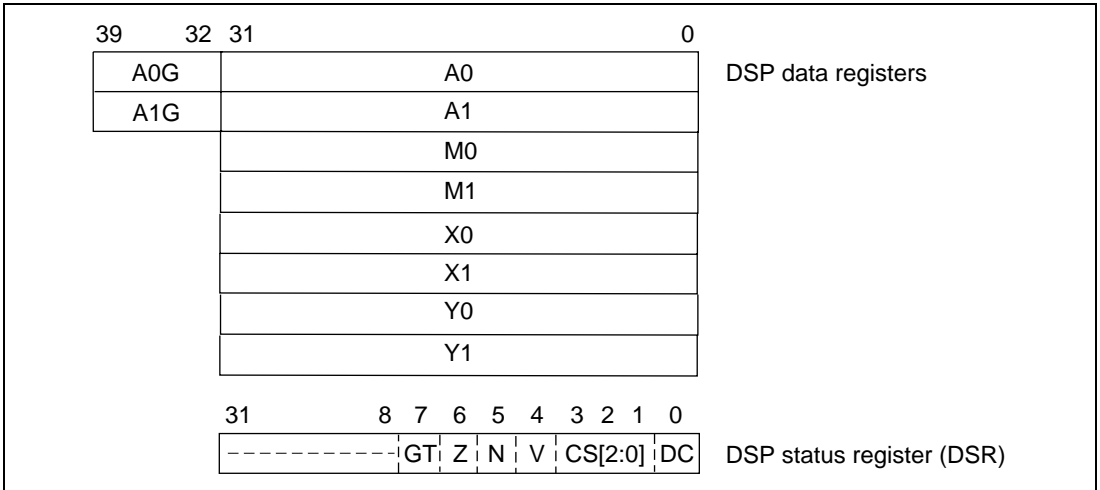 39 32 31 0
A0G A0 DSP data registers
A1G A1
M0
M1
X0
X1
Y0
Y1
31 8 7 6 5 4 3 2 1 0
GT Z N V CS[2:0] DC DSP status register (DSR)